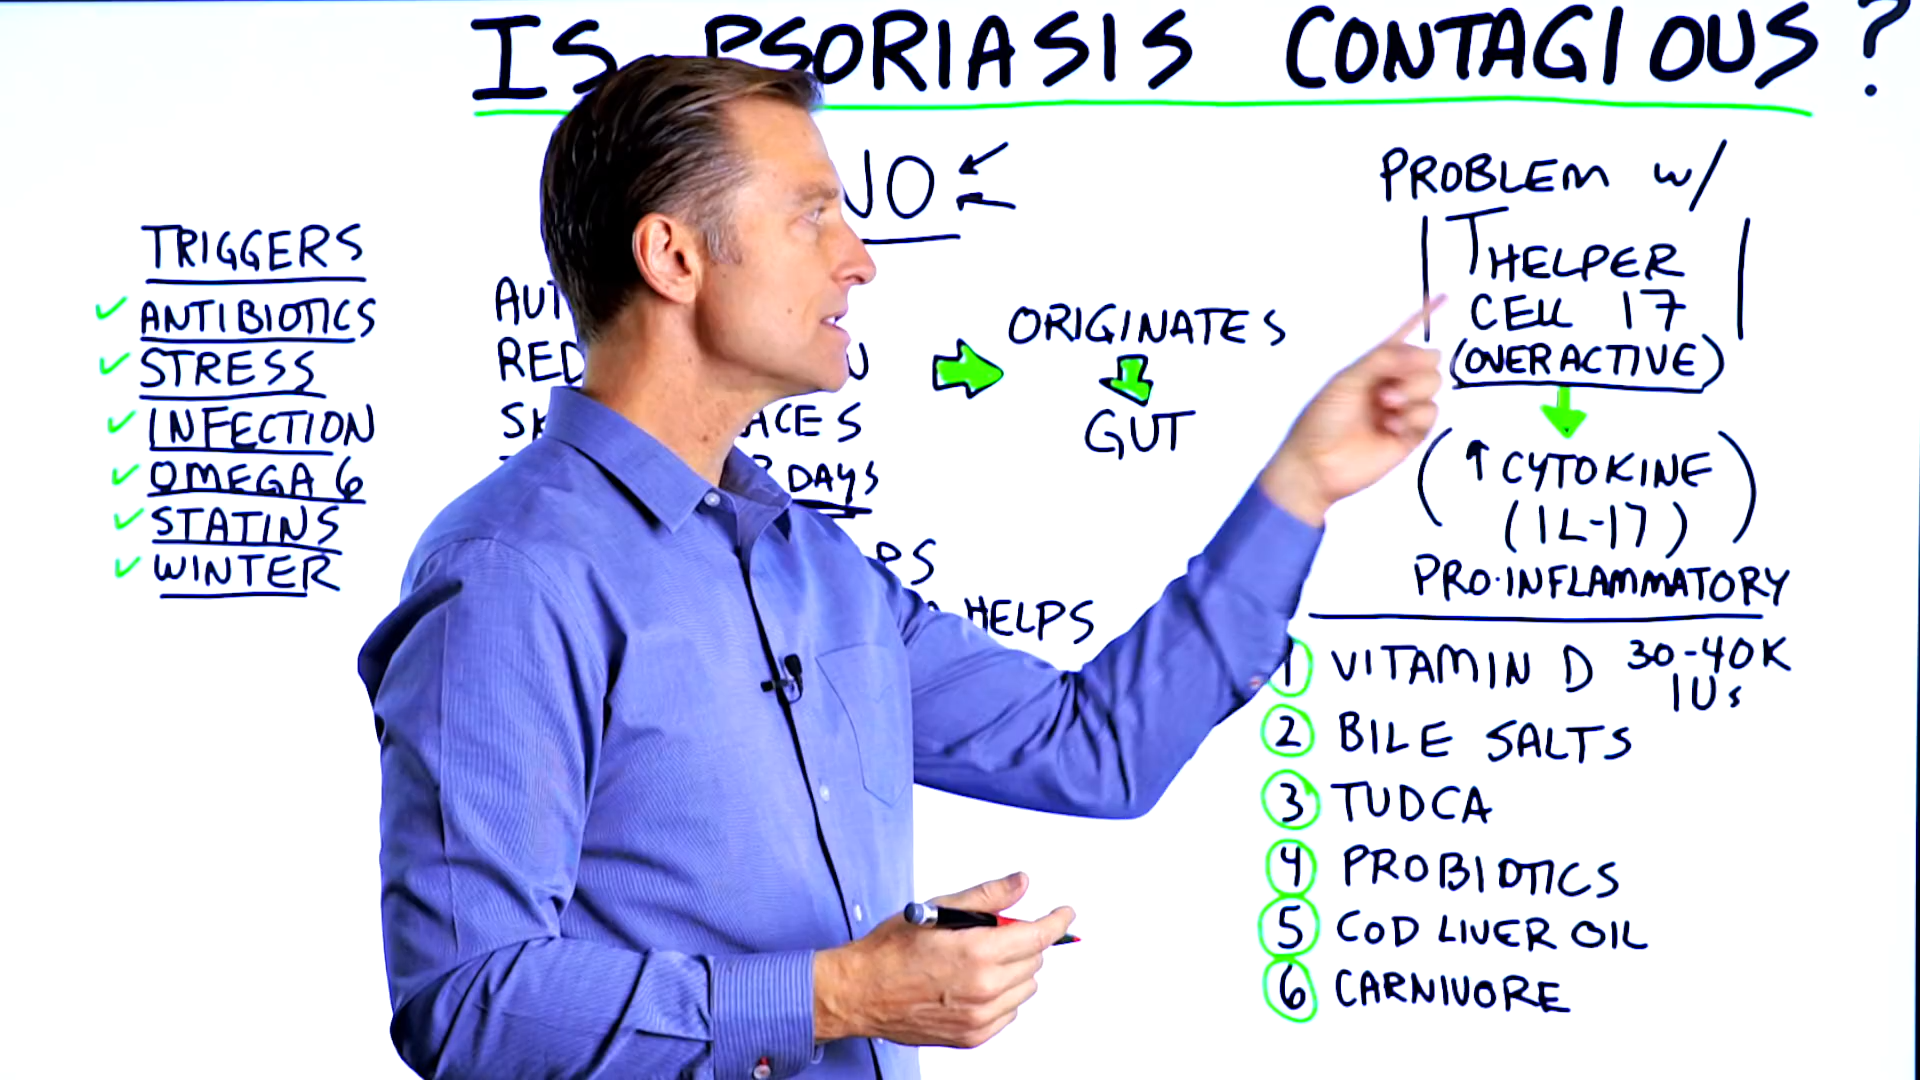 IS PSORIASIS CONTAGIOUS?
TRIGGERS
ANTIBIOTICS
STRESS
INFECTION
OMEGA 6
STATINS
WINTER
RED
DAYS
HELPS
ORIGINATES
GUT
PROBLEM W/
T HELPER
CELL 17
(OVERACTIVE)
(↑ CYTOKINE
(IL-17))
PRO-INFLAMMATORY
1 VITAMIN D 30-40K
IUs
2 BILE SALTS
3 TUDCA
4 PROBIOTICS
5 COD LIVER OIL
6 CARNIVORE